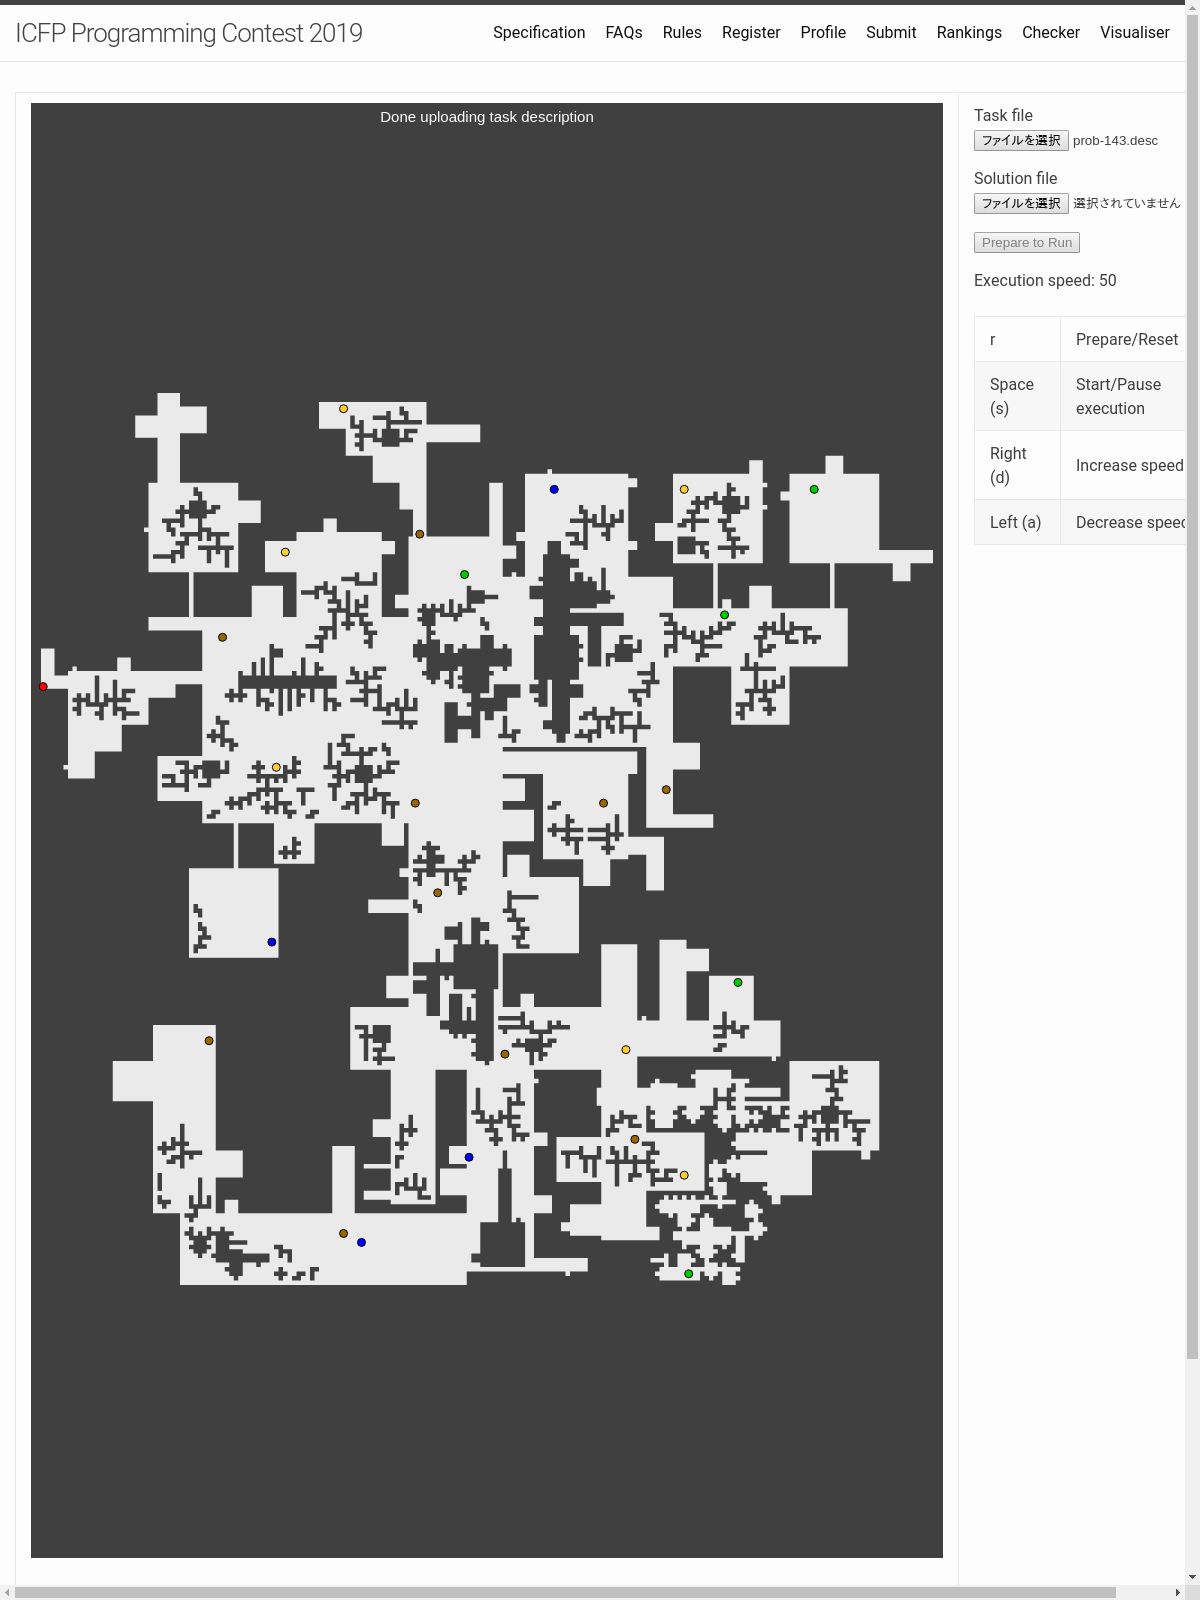 ICFP Programming Contest 2019
Specification FAQs Rules Register Profile Submit Rankings Checker Visualiser
Done uploading task description
Task file
ファイルを選択 prob-143.desc
Solution file
ファイルを選択 選択されていません
Prepare to Run
Execution speed: 50
r Prepare/Reset
Space (s) Start/Pause execution
Right (d) Increase speed
Left (a) Decrease speed